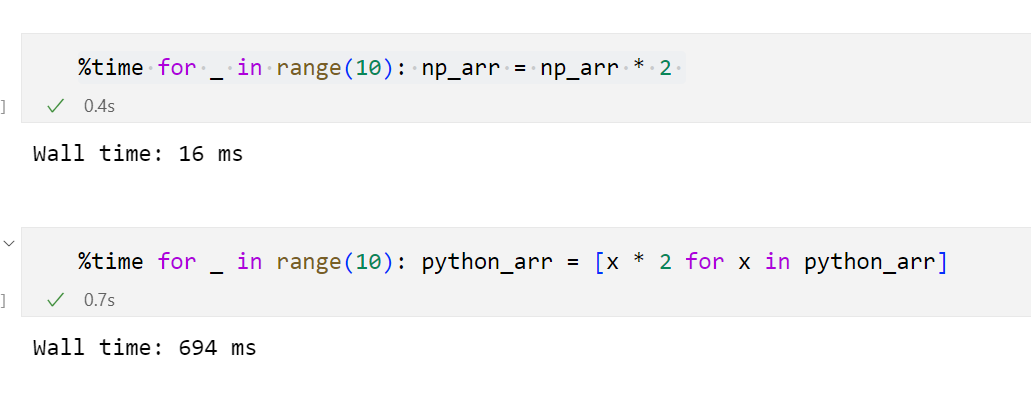 %time for _ in range(10): np_arr = np_arr * 2
] ✓ 0.4s
Wall time: 16 ms
%time for _ in range(10): python_arr = [x * 2 for x in python_arr]
] ✓ 0.7s
Wall time: 694 ms